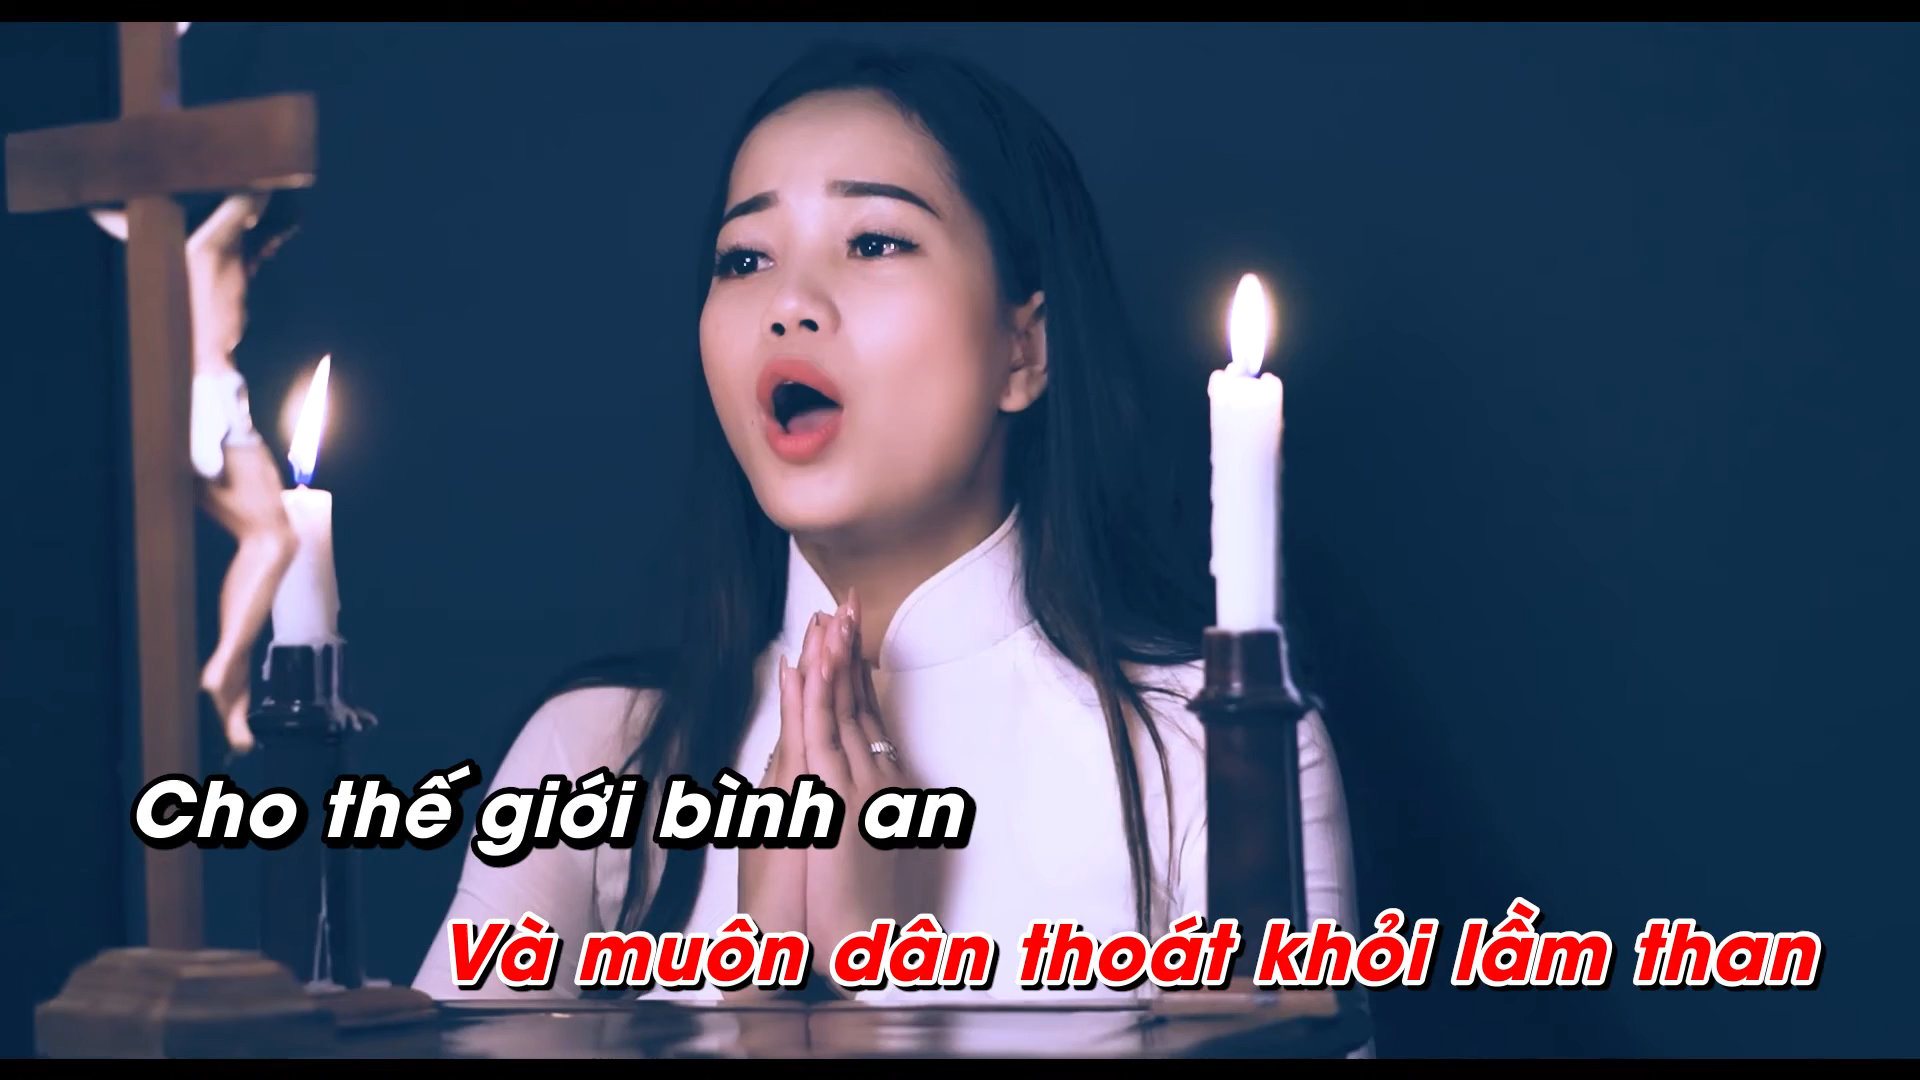 Cho thế giới bình an
Và muôn dân thoát khỏi lầm than